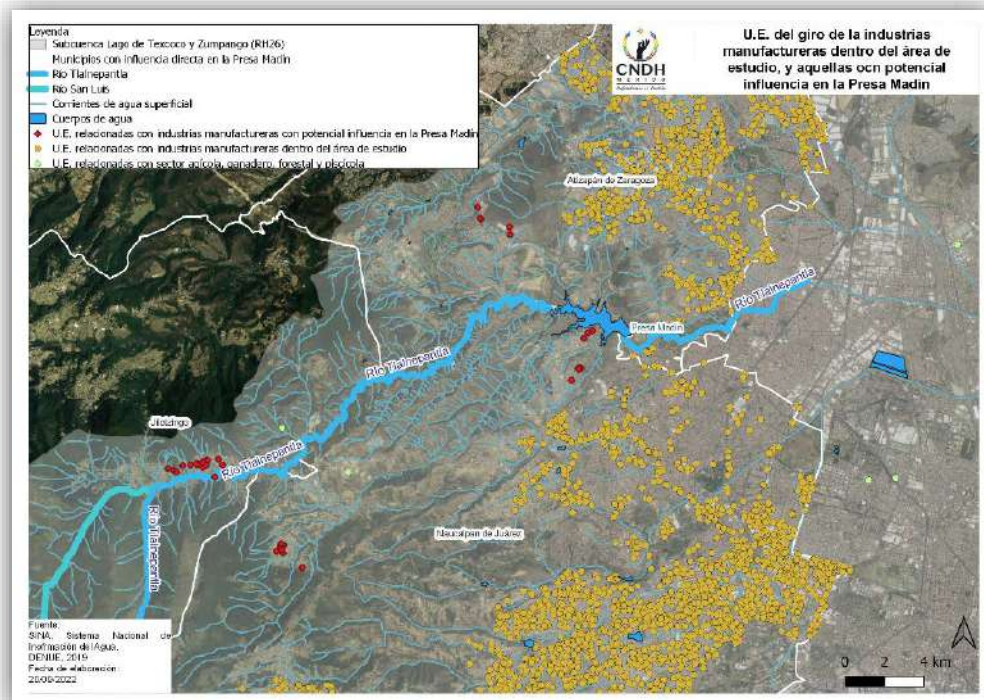 Leyenda
Subcuenca Lago de Texcoco y Zumpango (RH26)
Municipios con influencia directa en la Presa Madín
Río Tlalnepantla
Río San Luis
Corrientes de agua superficial
Cuerpos de agua
U.E. relacionadas con industrias manufactureras con potencial influencia en la Presa Madín
U.E. relacionadas con industrias manufactureras dentro del área de estudio
U.E. relacionadas con sector agícola, ganadero, forestal y piscicola
CNDH
MÉXICO
U.E. del giro de la industrias
manufactureras dentro del área de
estudio, y aquellas ocn potencial
influencia en la Presa Madín
Atizapán de Zaragoza
Río Tlalnepantla
Presa Madín
Río Tlalnepantla
Jilotzingo
Río Tlalnepantla
Río Tlalnepantla
Naucalpan de Juárez
Fuente:
SINA. Sistema Nacional de
Inofrmación del Agua.
DENUE, 2019
Fecha de elaboración:
0 2 4 km